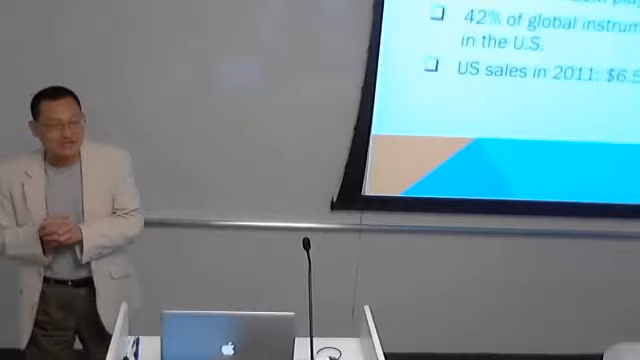 42% of global instrum
in the U.S.
US sales in 2011: $6.5